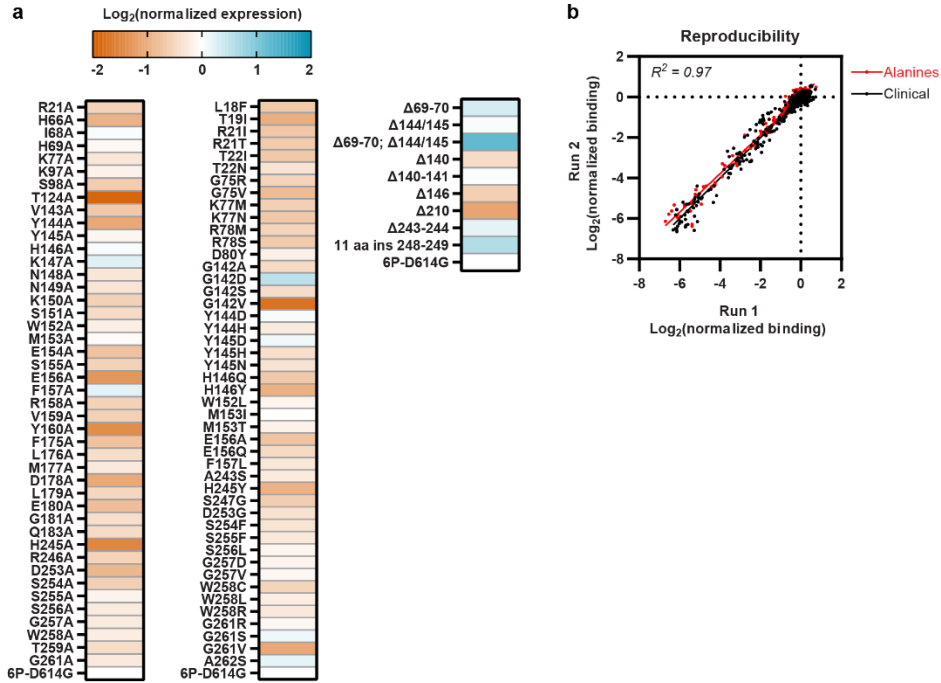 a
Log2(normalized expression)
-2
-1
0
1
2
R21A
H66A
I68A
H69A
K77A
K97A
S98A
T124A
V143A
Y144A
Y145A
H146A
K147A
N148A
N149A
K150A
S151A
W152A
M153A
E154A
S155A
E156A
F157A
R158A
V159A
Y160A
F175A
L176A
M177A
D178A
L179A
E180A
G181A
Q183A
H245A
R246A
D253A
S254A
S255A
S256A
G257A
W258A
T259A
G261A
6P-D614G
L18F
T19I
R21I
R21T
T22I
T22N
G75R
G75V
K77M
K77N
R78M
R78S
D80Y
G142A
G142D
G142S
G142V
Y144D
Y144H
Y145D
Y145H
Y145N
H146Q
H146Y
W152L
M153I
M153T
E156A
E156Q
F157L
A243S
H245Y
S247G
D253G
S254F
S255F
S256L
G257D
G257V
W258C
W258L
W258R
G261R
G261S
G261V
A262S
6P-D614G
Δ69-70
Δ144/145
Δ69-70; Δ144/145
Δ140
Δ140-141
Δ146
Δ210
Δ243-244
11 aa ins 248-249
6P-D614G
b
Reproducibility
R² = 0.97
Alanines
Clinical
Run 2
Log2(normalized binding)
2
0
-2
-4
-6
-8
-8
-6
-4
-2
0
2
Run 1
Log2(normalized binding)